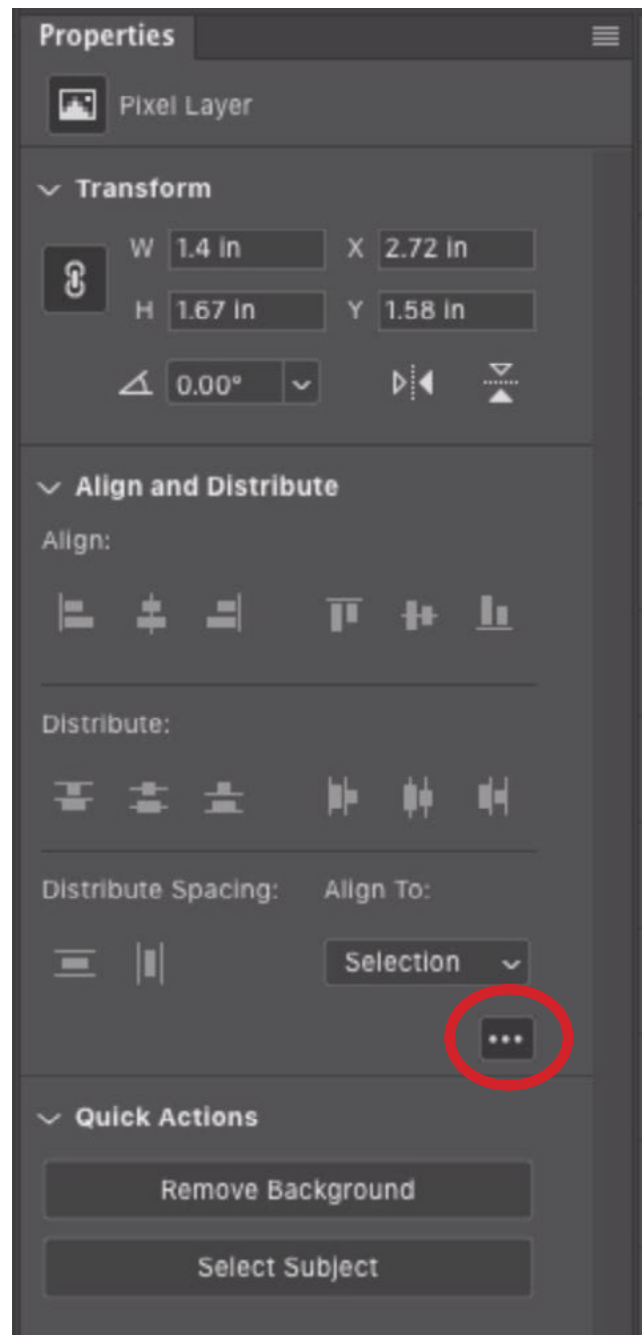 Properties
Pixel Layer
Transform
W 1.4 in X 2.72 in
H 1.67 in Y 1.58 in
0.00°
Align and Distribute
Align:
Distribute:
Distribute Spacing: Align To:
Selection
Quick Actions
Remove Background
Select Subject